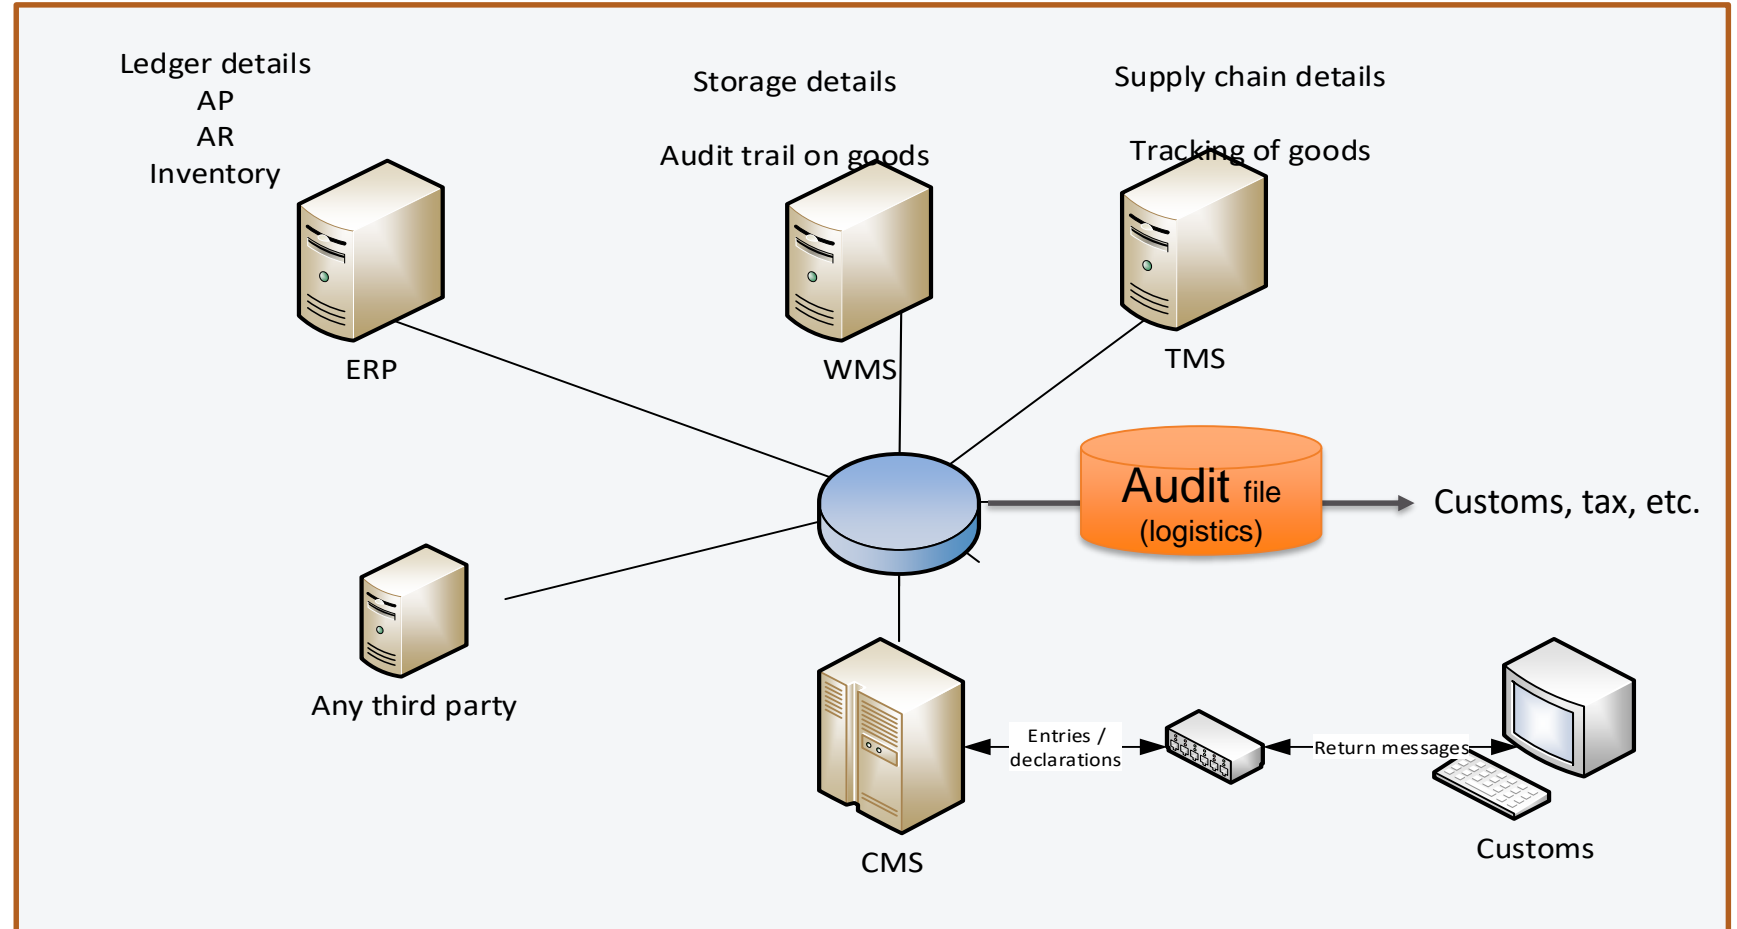 Ledger details
AP
AR
Inventory
Storage details
Audit trail on goods
Supply chain details
Tracking of goods
ERP
WMS
TMS
Audit file
(logistics)
Customs, tax, etc.
Any third party
Entries /
declarations
Return messages
CMS
Customs